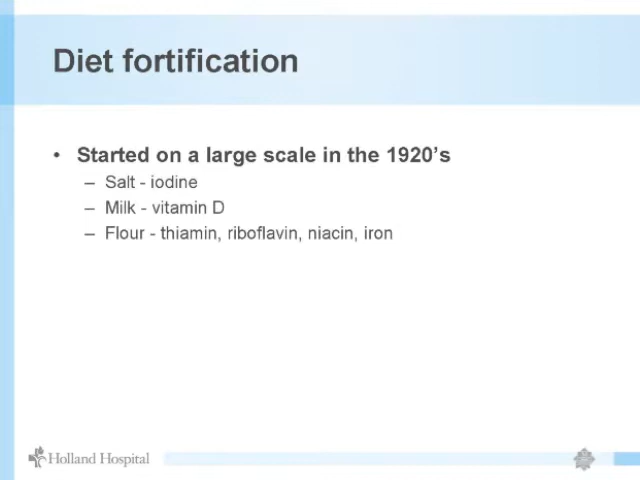 Diet fortification
• Started on a large scale in the 1920's
– Salt - iodine
– Milk - vitamin D
– Flour - thiamin, riboflavin, niacin, iron
Holland Hospital